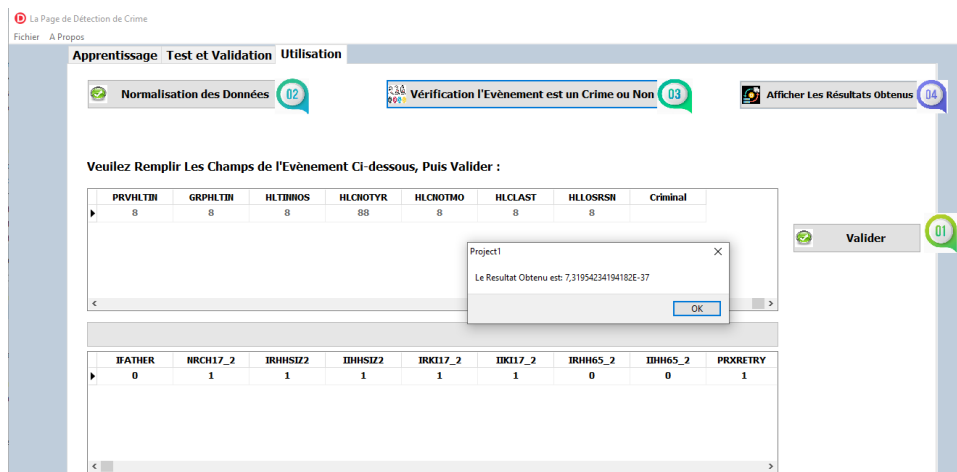 La Page de Détection de Crime
Fichier A Propos
Apprentissage Test et Validation Utilisation
Normalisation des Données 02
Vérification l'Evènement est un Crime ou Non 03
Afficher Les Résultats Obtenus 04
Veuilez Remplir Les Champs de l'Evènement Ci-dessous, Puis Valider :
PRVHLTIN GRPHLTIN HLTINNOS HLCNOTYR HLCNOTMO HLCLAST HLLOSRSN Criminal
8 8 8 88 8 8 8
Valider 01
Project1
Le Resultat Obtenu est: 7,31954234194182E-37
OK
IFATHER NRCH17_2 IRHHSIZ2 IIHHSIZ2 IRKI17_2 IIKI17_2 IRHH65_2 IIHH65_2 PRXRETRY
0 1 1 1 1 1 0 0 1